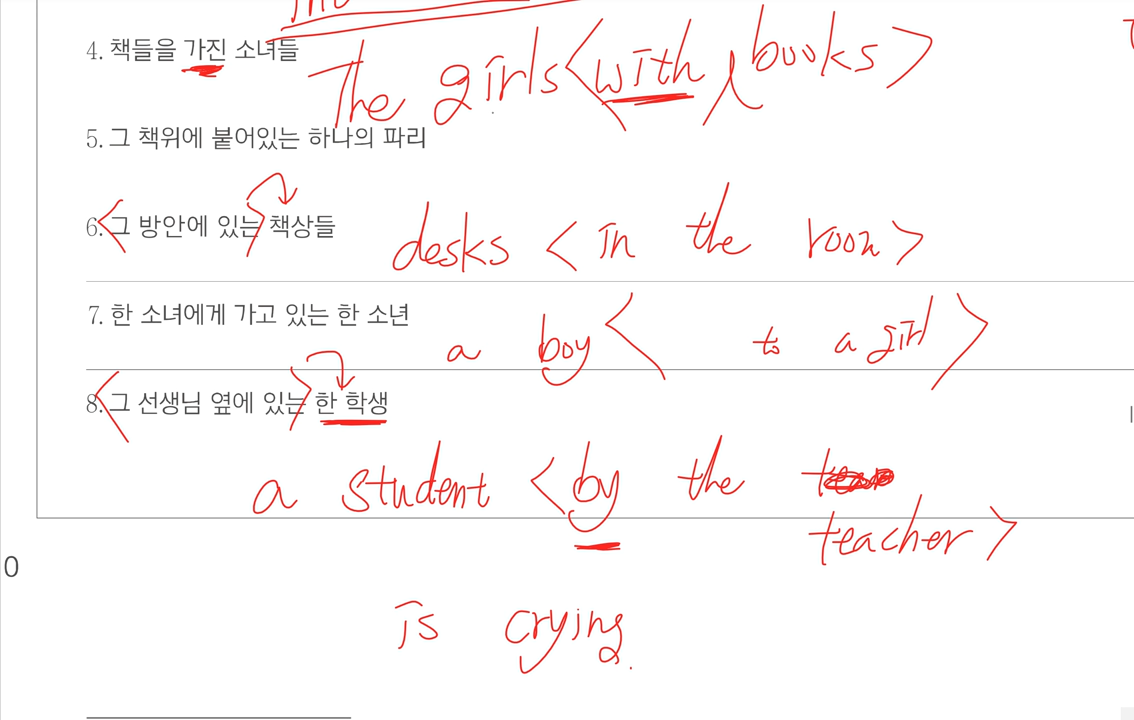 4. 책들을 가진 소녀들
The girls <with books>
5. 그 책위에 붙어있는 하나의 파리
6. 그 방안에 있는 책상들
desks <in the room>
7. 한 소녀에게 가고 있는 한 소년
a boy < to a girl >
8. 그 선생님 옆에 있는 한 학생
a student <by the
teacher>
0
is crying.